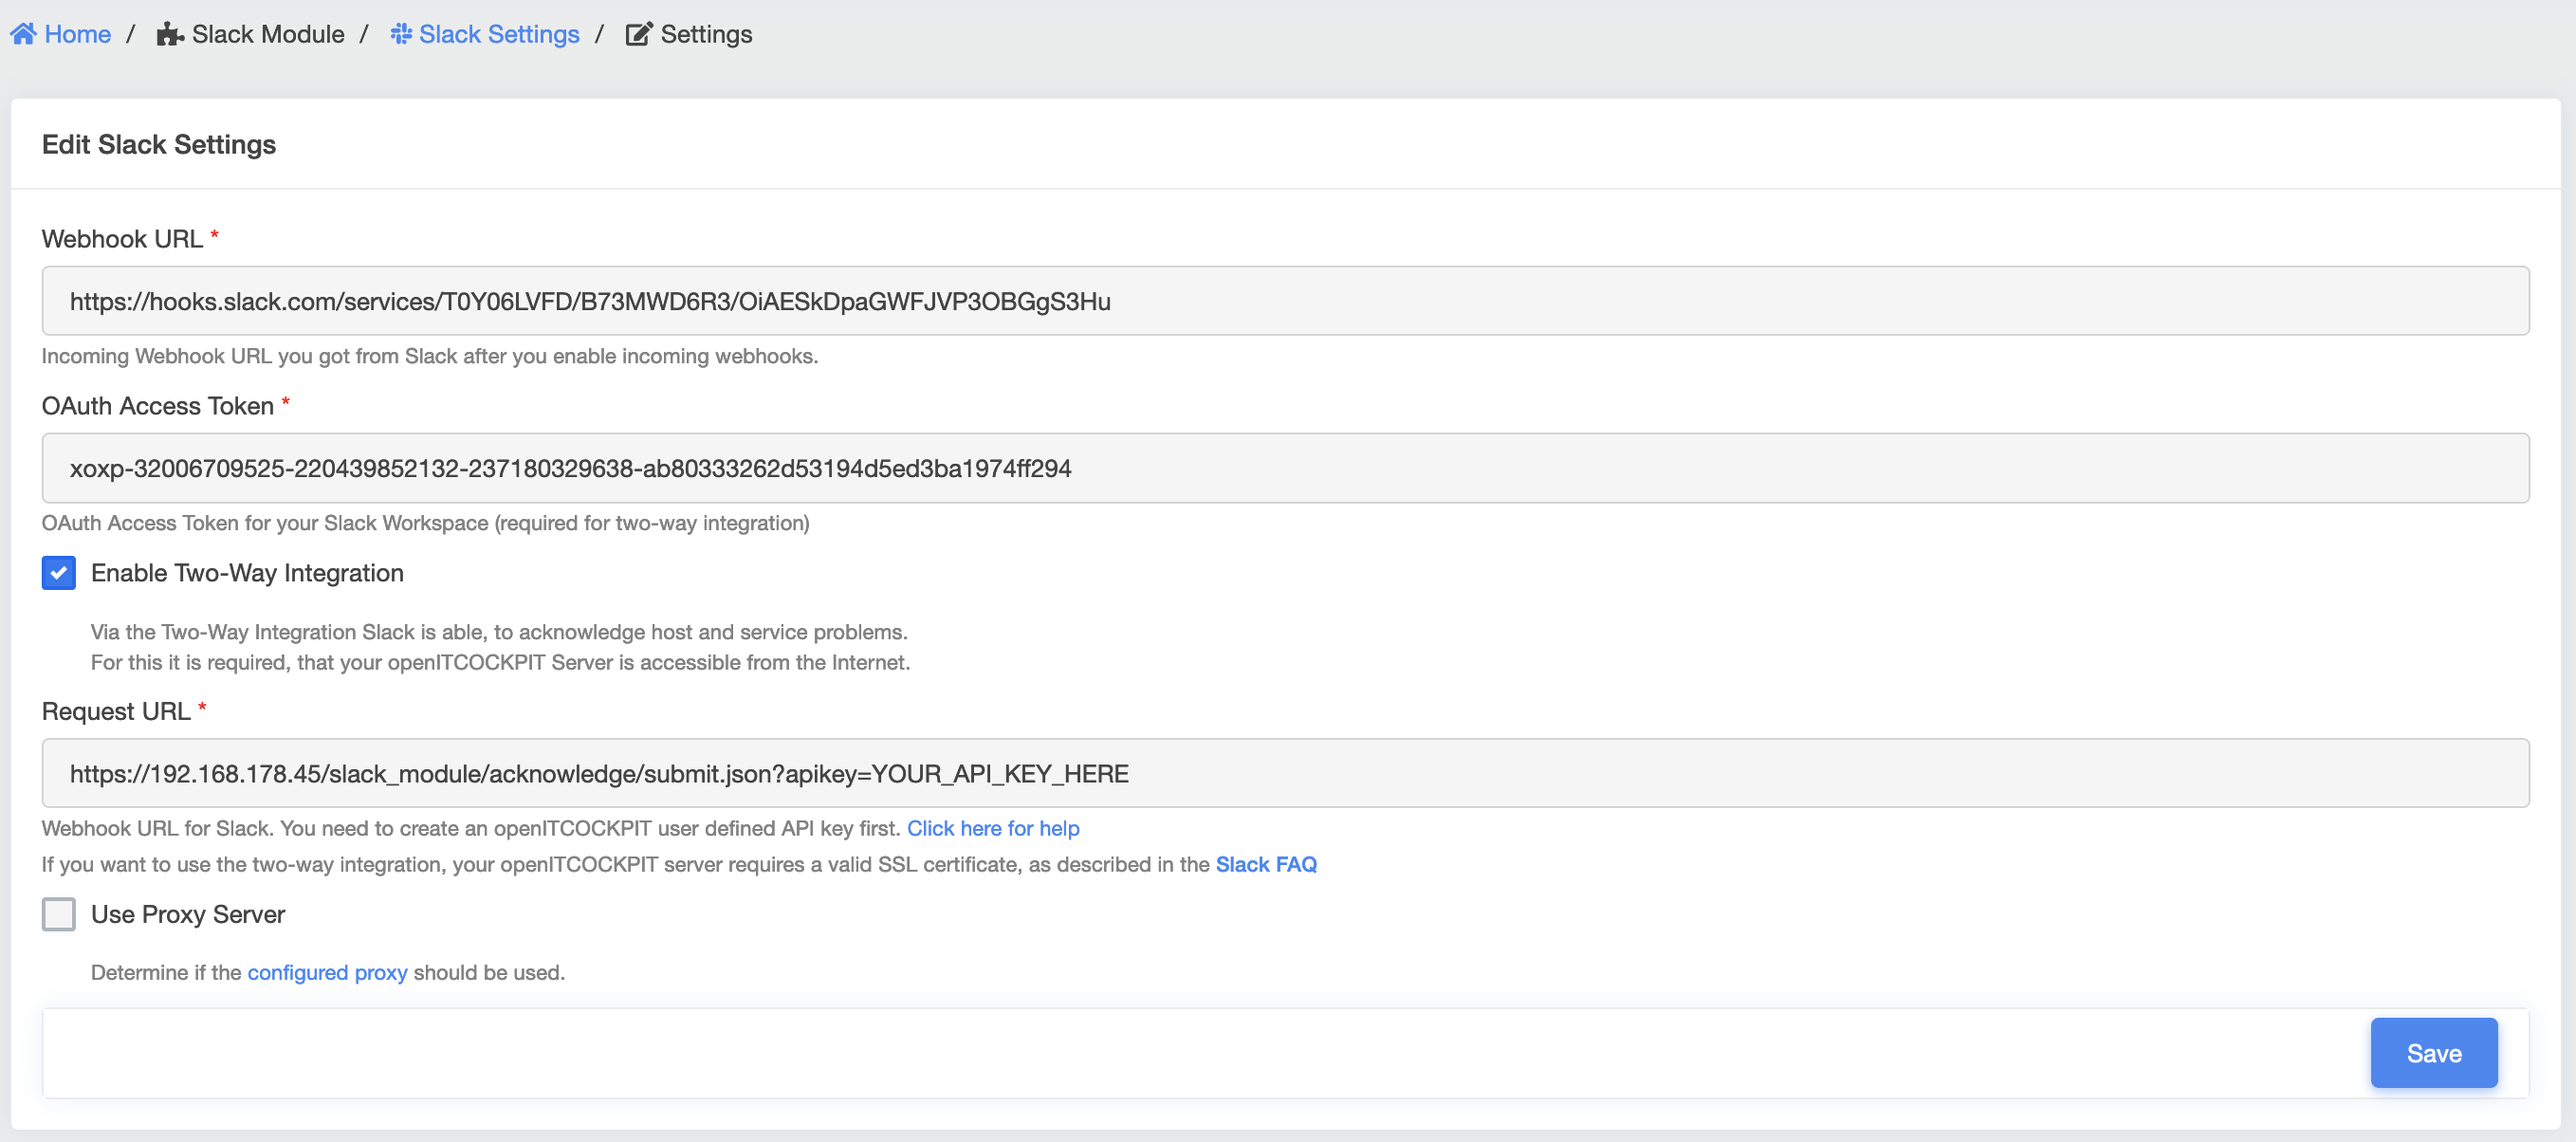 Home / Slack Module / Slack Settings / Settings
Edit Slack Settings
Webhook URL *
https://hooks.slack.com/services/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
Incoming Webhook URL you got from Slack after you enable incoming webhooks.
OAuth Access Token *
xoxp-32006709525-220439852132-237180329638-ab80333262d53194d5ed3ba1974ff294
OAuth Access Token for your Slack Workspace (required for two-way integration)
Enable Two-Way Integration
Via the Two-Way Integration Slack is able, to acknowledge host and service problems.
For this it is required, that your openITCOCKPIT Server is accessible from the Internet.
Request URL *
https://192.168.178.45/slack_module/acknowledge/submit.json?apikey=YOUR_API_KEY_HERE
Webhook URL for Slack. You need to create an openITCOCKPIT user defined API key first. Click here for help
If you want to use the two-way integration, your openITCOCKPIT server requires a valid SSL certificate, as described in the Slack FAQ
Use Proxy Server
Determine if the configured proxy should be used.
Save